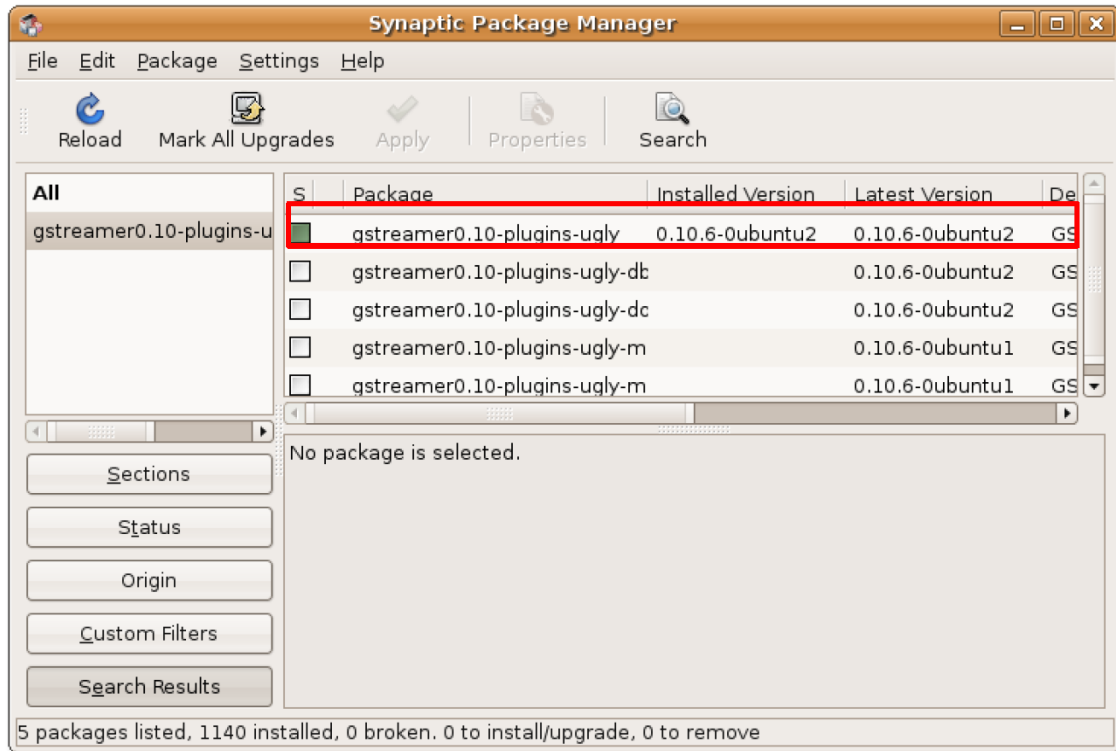 Synaptic Package Manager
File Edit Package Settings Help
Reload Mark All Upgrades Apply Properties Search
All
gstreamer0.10-plugins-u
S Package Installed Version Latest Version De
gstreamer0.10-plugins-ugly 0.10.6-0ubuntu2 0.10.6-0ubuntu2 GS
gstreamer0.10-plugins-ugly-db 0.10.6-0ubuntu2 GS
gstreamer0.10-plugins-ugly-dc 0.10.6-0ubuntu2 GS
gstreamer0.10-plugins-ugly-m 0.10.6-0ubuntu1 GS
gstreamer0.10-plugins-ugly-m 0.10.6-0ubuntu1 GS
No package is selected.
Sections
Status
Origin
Custom Filters
Search Results
5 packages listed, 1140 installed, 0 broken. 0 to install/upgrade, 0 to remove